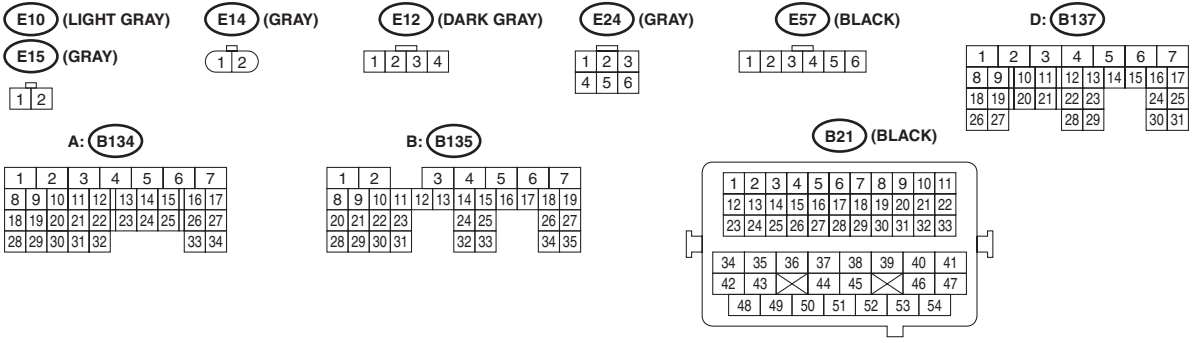 E10 (LIGHT GRAY)
E15 (GRAY)
1 2
E14 (GRAY)
1 2
E12 (DARK GRAY)
1 2 3 4
E24 (GRAY)
1 2 3
4 5 6
E57 (BLACK)
1 2 3 4 5 6
D: B137
1 2 3 4 5 6 7
8 9 10 11 12 13 14 15 16 17
18 19 20 21 22 23 24 25
26 27 28 29 30 31
A: B134
1 2 3 4 5 6 7
8 9 10 11 12 13 14 15 16 17
18 19 20 21 22 23 24 25 26 27
28 29 30 31 32 33 34
B: B135
1 2 3 4 5 6 7
8 9 10 11 12 13 14 15 16 17 18 19
20 21 22 23 24 25 26 27
28 29 30 31 32 33 34 35
B21 (BLACK)
1 2 3 4 5 6 7 8 9 10 11
12 13 14 15 16 17 18 19 20 21 22
23 24 25 26 27 28 29 30 31 32 33
34 35 36 37 38 39 40 41
42 43 44 45 46 47
48 49 50 51 52 53 54